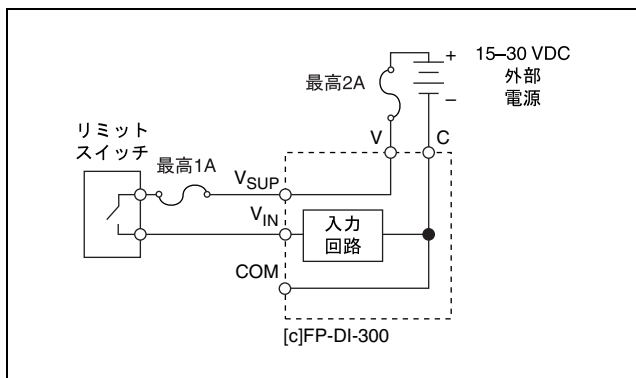 +
15–30 VDC
外部
電源
–
最高2A
V
C
リミット
スイッチ
最高1A
VSUP
VIN
入力
回路
COM
[c]FP-DI-300